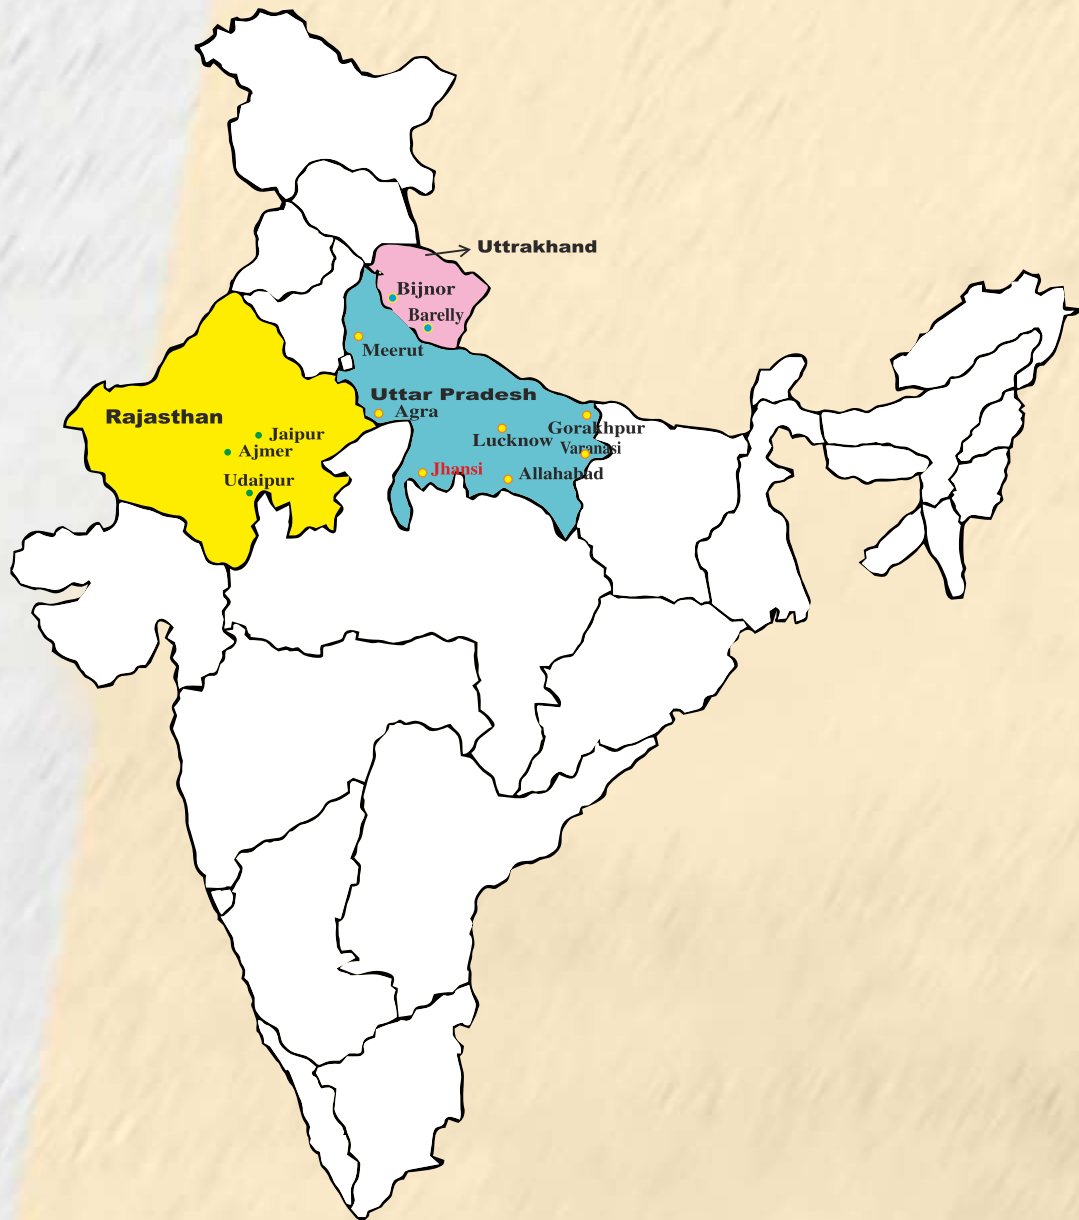 Uttrakhand
Bijnor
Barelly
Meerut
Uttar Pradesh
Agra
Rajasthan
Gorakhpur
Jaipur
Lucknow
Varanasi
Ajmer
Jhansi
Allahabad
Udaipur